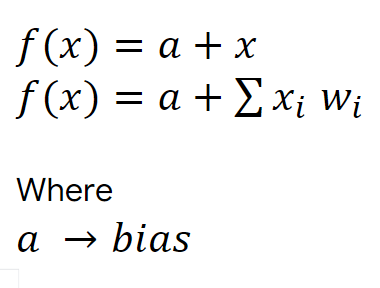 f(x) = a + x
f(x) = a + ∑ xᵢ wᵢ
Where
a → bias